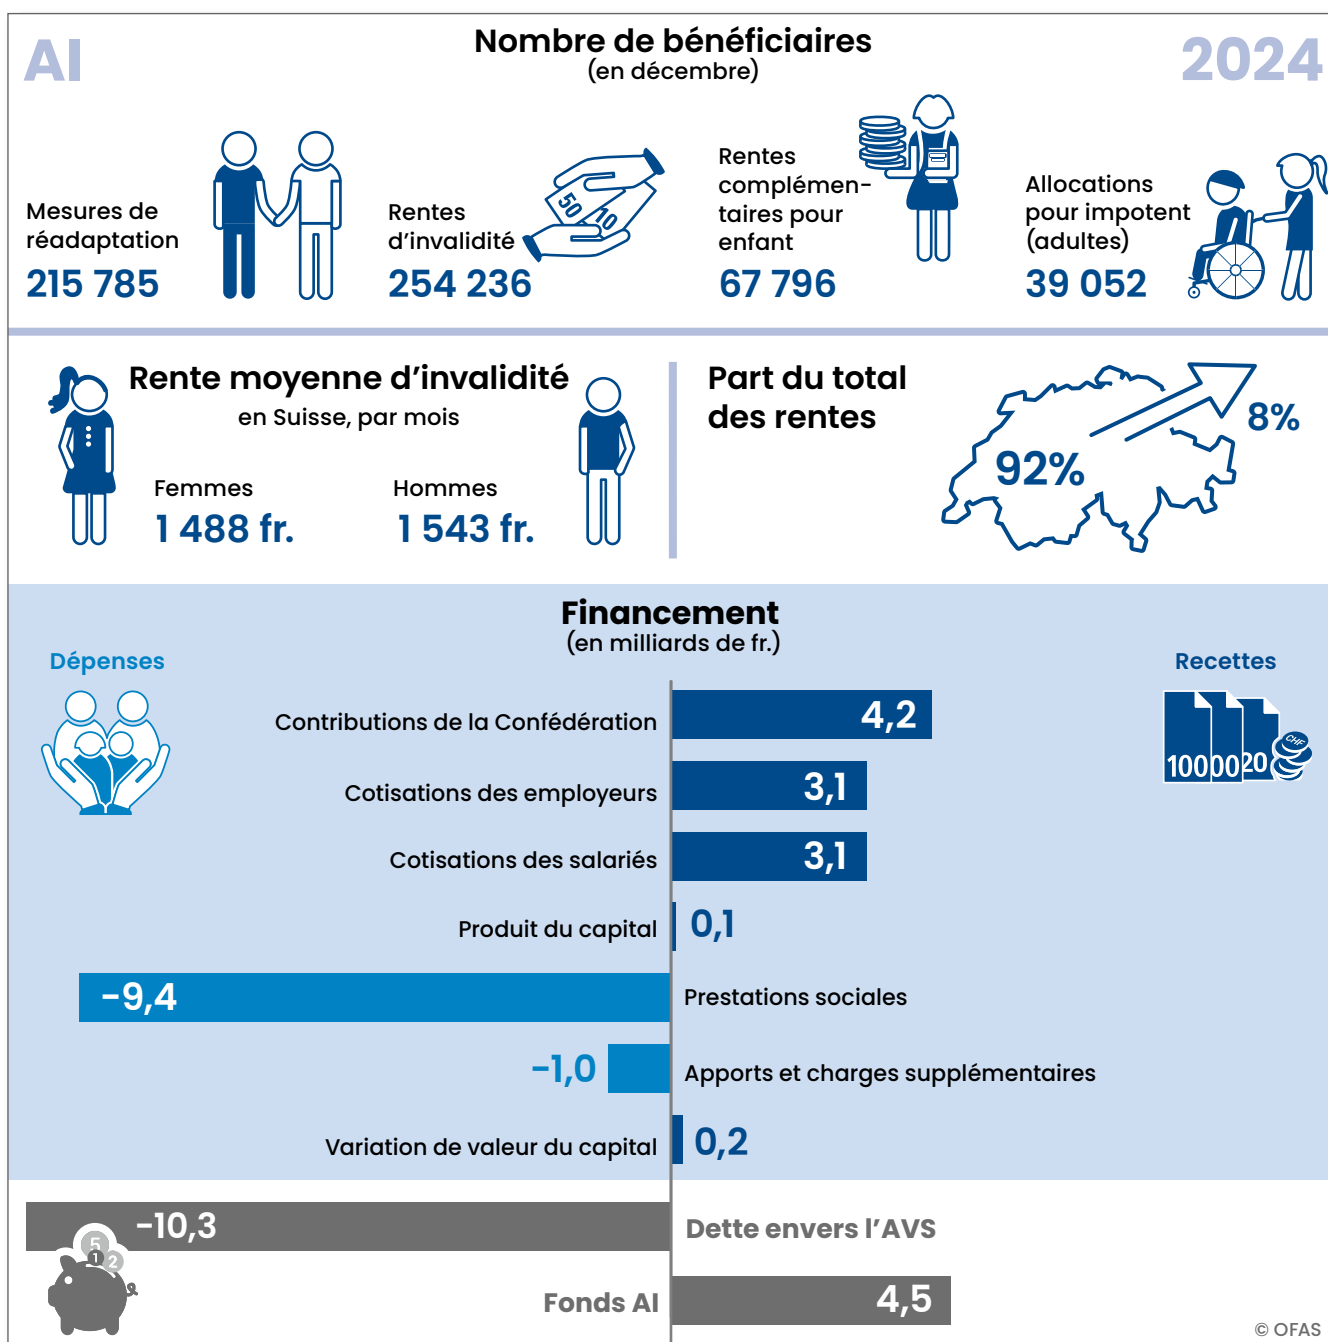 AI
Nombre de bénéficiaires
(en décembre)
2024
Mesures de
réadaptation
215 785
Rentes
d’invalidité
254 236
50
10
Rentes
complémen-
taires pour
enfant
67 796
Allocations
pour impotent
(adultes)
39 052
Rente moyenne d’invalidité
en Suisse, par mois
Femmes
1 488 fr.
Hommes
1 543 fr.
Part du total
des rentes
92%
8%
Financement
(en milliards de fr.)
Dépenses
Recettes
100
00
20
CHF
Contributions de la Confédération
4,2
Cotisations des employeurs
3,1
Cotisations des salariés
3,1
Produit du capital
0,1
-9,4
Prestations sociales
-1,0
Apports et charges supplémentaires
Variation de valeur du capital
0,2
-10,3
Dette envers l’AVS
5
1
2
Fonds AI
4,5
© OFAS